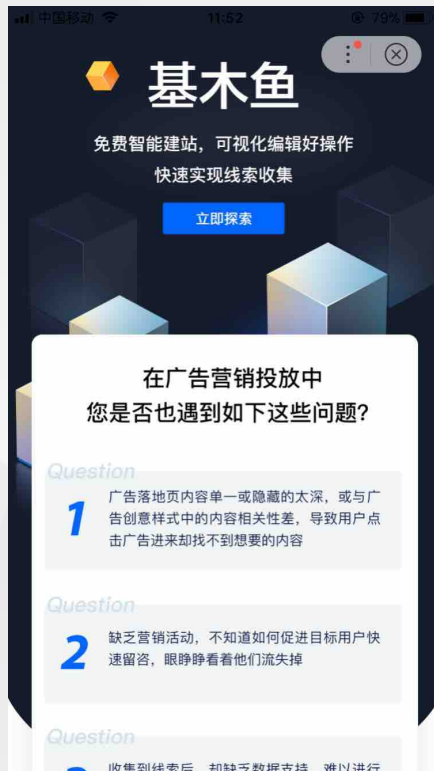 中国移动
11:52
79%
基木鱼
免费智能建站，可视化编辑好操作
快速实现线索收集
立即探索
在广告营销投放中
您是否也遇到如下这些问题?
Question
1
广告落地页内容单一或隐藏的太深，或与广
告创意样式中的内容相关性差，导致用户点
击广告进来却找不到想要的内容
Question
2
缺乏营销活动，不知道如何促进目标用户快
速留咨，眼睁睁看着他们流失掉
Question
收集到线索后，却缺乏数据支持，难以进行